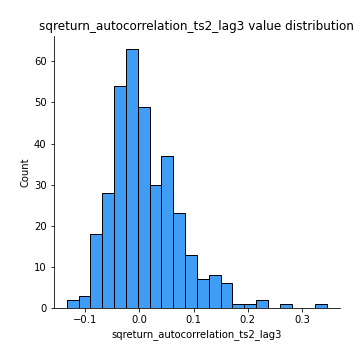 sqreturn_autocorrelation_ts2_lag3 value distribution
60
50
40
30
20
10
0
Count
−0.1 0.0 0.1 0.2 0.3
sqreturn_autocorrelation_ts2_lag3